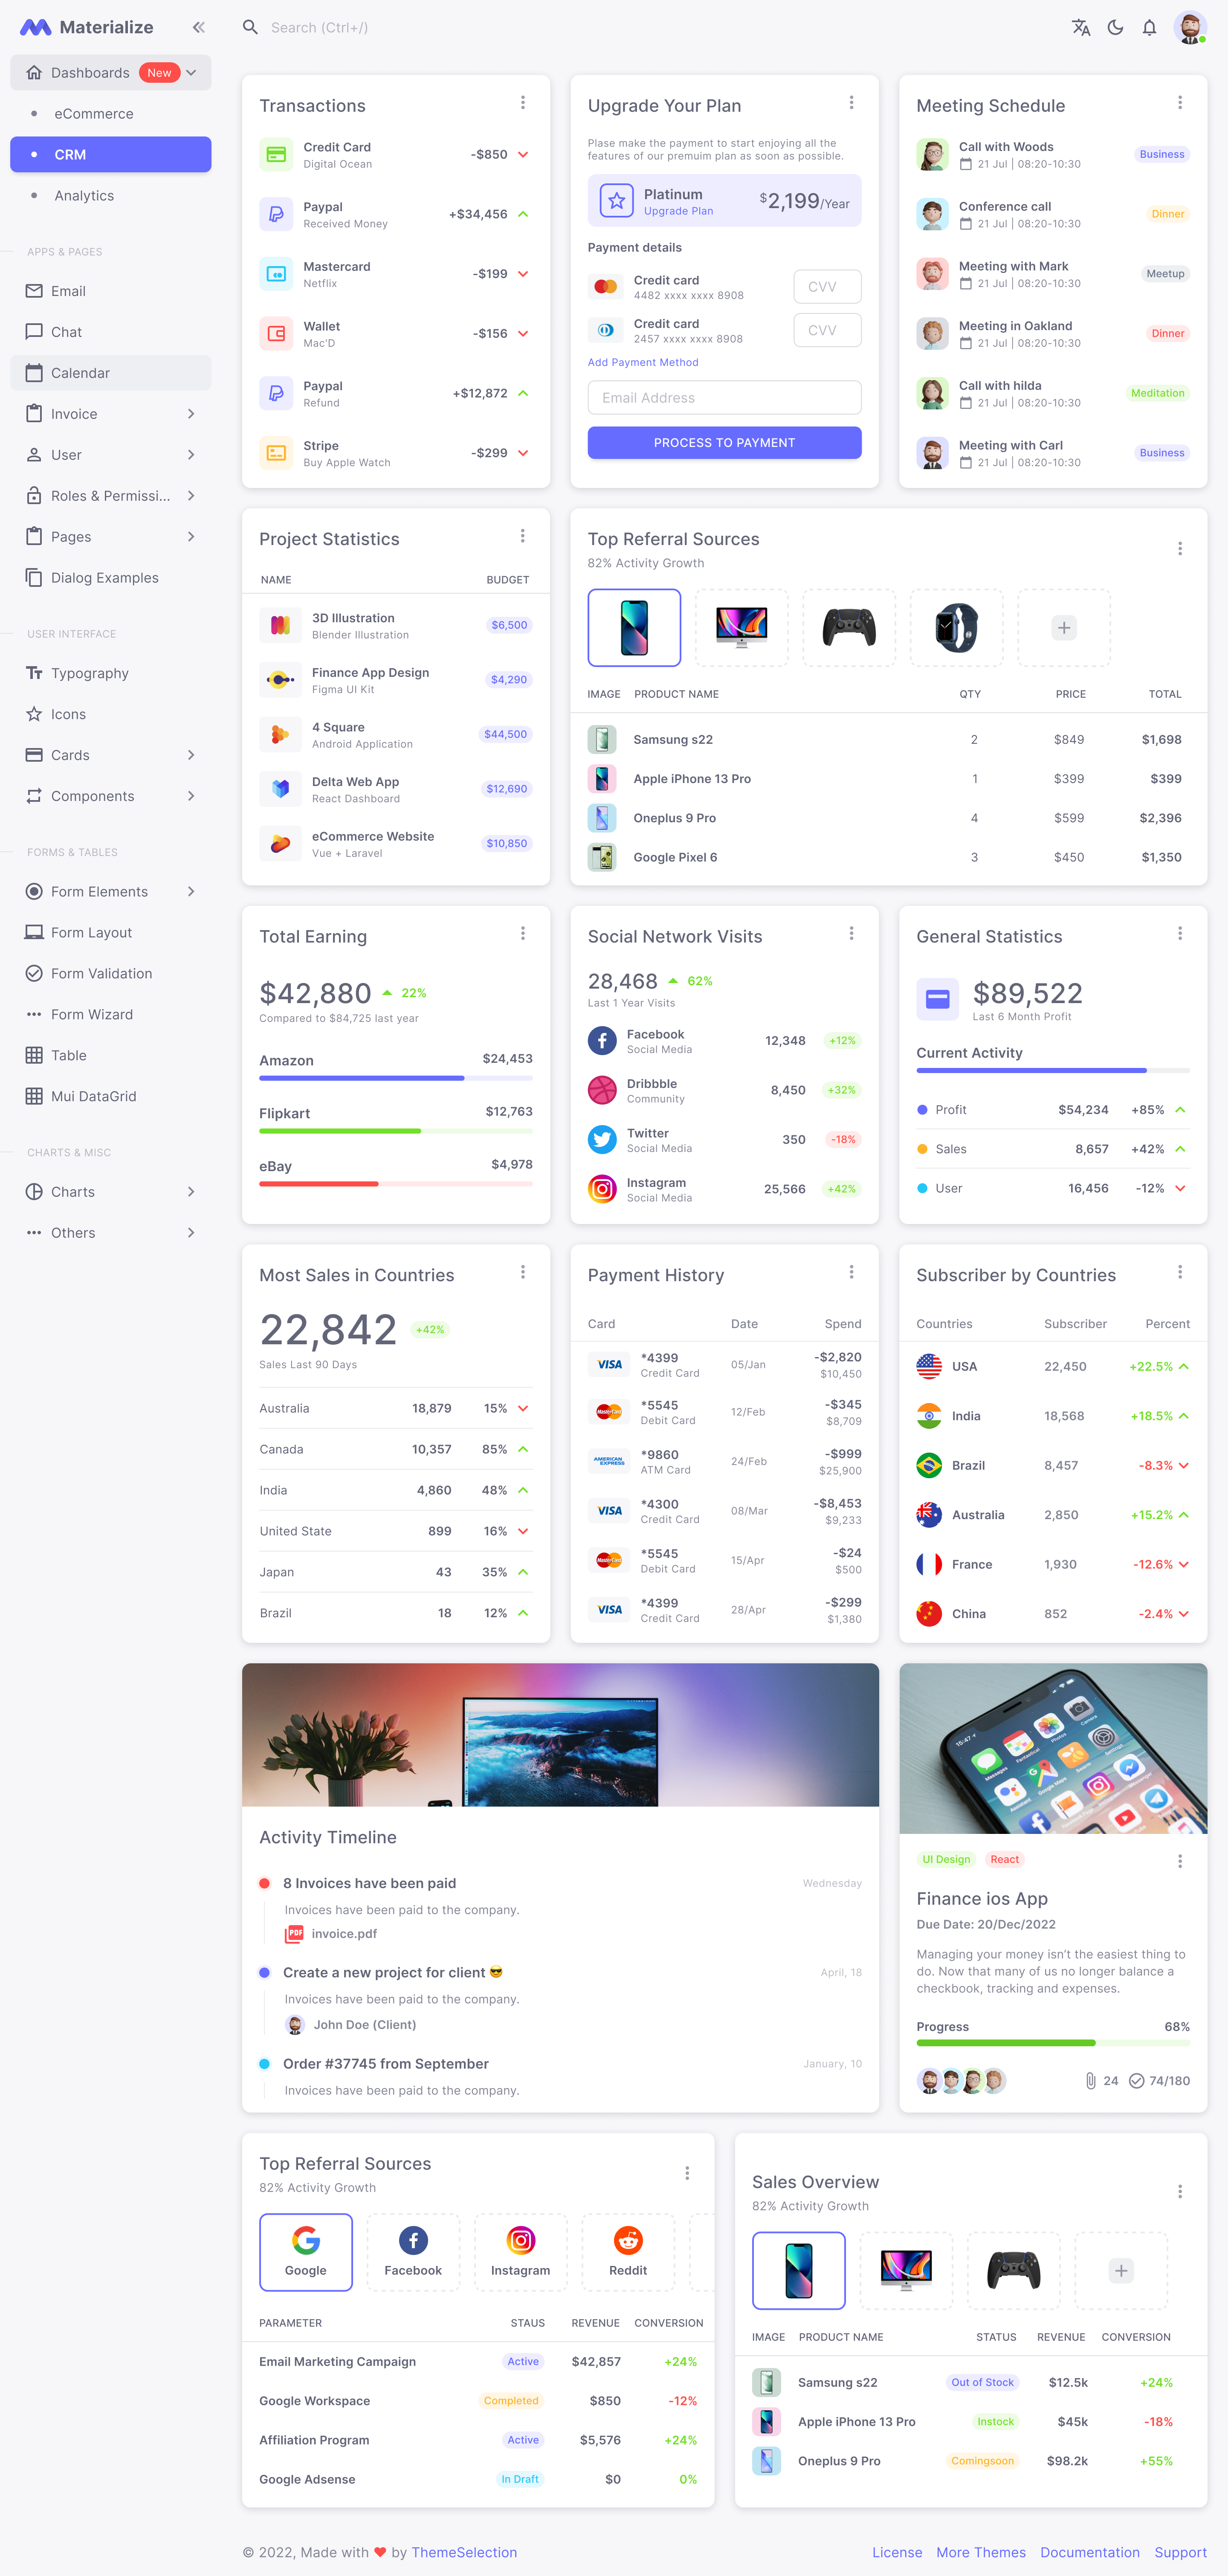 Materialize
Search (Ctrl+/)
Dashboards New
eCommerce
CRM
Analytics
APPS & PAGES
Email
Chat
Calendar
Invoice
User
Roles & Permissi...
Pages
Dialog Examples
USER INTERFACE
Typography
Icons
Cards
Components
FORMS & TABLES
Form Elements
Form Layout
Form Validation
Form Wizard
Table
Mui DataGrid
CHARTS & MISC
Charts
Others
Transactions
Credit Card -$850
Digital Ocean
Paypal +$34,456
Received Money
Mastercard -$199
Netflix
Wallet -$156
Mac'D
Paypal +$12,872
Refund
Stripe -$299
Buy Apple Watch
Upgrade Your Plan
Plase make the payment to start enjoying all the
features of our premuim plan as soon as possible.
Platinum $2,199/Year
Upgrade Plan
Payment details
Credit card CVV
4482 xxxx xxxx 8908
Credit card CVV
2457 xxxx xxxx 8908
Add Payment Method
Email Address
PROCESS TO PAYMENT
Meeting Schedule
Call with Woods Business
21 Jul | 08:20-10:30
Conference call Dinner
21 Jul | 08:20-10:30
Meeting with Mark Meetup
21 Jul | 08:20-10:30
Meeting in Oakland Dinner
21 Jul | 08:20-10:30
Call with hilda Meditation
21 Jul | 08:20-10:30
Meeting with Carl Business
21 Jul | 08:20-10:30
Project Statistics
NAME BUDGET
3D Illustration $6,500
Blender Illustration
Finance App Design $4,290
Figma UI Kit
4 Square $44,500
Android Application
Delta Web App $12,690
React Dashboard
eCommerce Website $10,850
Vue + Laravel
Top Referral Sources
82% Activity Growth
IMAGE PRODUCT NAME QTY PRICE TOTAL
Samsung s22 2 $849 $1,698
Apple iPhone 13 Pro 1 $399 $399
Oneplus 9 Pro 4 $599 $2,396
Google Pixel 6 3 $450 $1,350
Total Earning
$42,880 22%
Compared to $84,725 last year
Amazon $24,453
Flipkart $12,763
eBay $4,978
Social Network Visits
28,468 62%
Last 1 Year Visits
Facebook 12,348 +12%
Social Media
Dribbble 8,450 +32%
Community
Twitter 350 -18%
Social Media
Instagram 25,566 +42%
Social Media
General Statistics
$89,522
Last 6 Month Profit
Current Activity
Profit $54,234 +85%
Sales 8,657 +42%
User 16,456 -12%
Most Sales in Countries
22,842 +42%
Sales Last 90 Days
Australia 18,879 15%
Canada 10,357 85%
India 4,860 48%
United State 899 16%
Japan 43 35%
Brazil 18 12%
Payment History
Card Date Spend
VISA *4399 05/Jan -$2,820
Credit Card $10,450
MasterCard *5545 12/Feb -$345
Debit Card $8,709
AMERICAN EXPRESS *9860 24/Feb -$999
ATM Card $25,900
VISA *4300 08/Mar -$8,453
Credit Card $9,233
MasterCard *5545 15/Apr -$24
Debit Card $500
VISA *4399 28/Apr -$299
Credit Card $1,380
Subscriber by Countries
Countries Subscriber Percent
USA 22,450 +22.5%
India 18,568 +18.5%
Brazil 8,457 -8.3%
Australia 2,850 +15.2%
France 1,930 -12.6%
China 852 -2.4%
Activity Timeline
8 Invoices have been paid Wednesday
Invoices have been paid to the company.
PDF invoice.pdf
Create a new project for client 😎 April, 18
Invoices have been paid to the company.
John Doe (Client)
Order #37745 from September January, 10
Invoices have been paid to the company.
15:47
Messages
Calendar
Photos
Camera
Google Maps
UI Design React
Finance ios App
Due Date: 20/Dec/2022
Managing your money isn't the easiest thing to
do. Now that many of us no longer balance a
checkbook, tracking and expenses.
Progress 68%
24 74/180
Top Referral Sources
82% Activity Growth
Google Facebook Instagram Reddit
PARAMETER STAUS REVENUE CONVERSION
Email Marketing Campaign Active $42,857 +24%
Google Workspace Completed $850 -12%
Affiliation Program Active $5,576 +24%
Google Adsense In Draft $0 0%
Sales Overview
82% Activity Growth
IMAGE PRODUCT NAME STATUS REVENUE CONVERSION
Samsung s22 Out of Stock $12.5k +24%
Apple iPhone 13 Pro Instock $45k -18%
Oneplus 9 Pro Comingsoon $98.2k +55%
© 2022, Made with ❤ by ThemeSelection
License More Themes Documentation Support